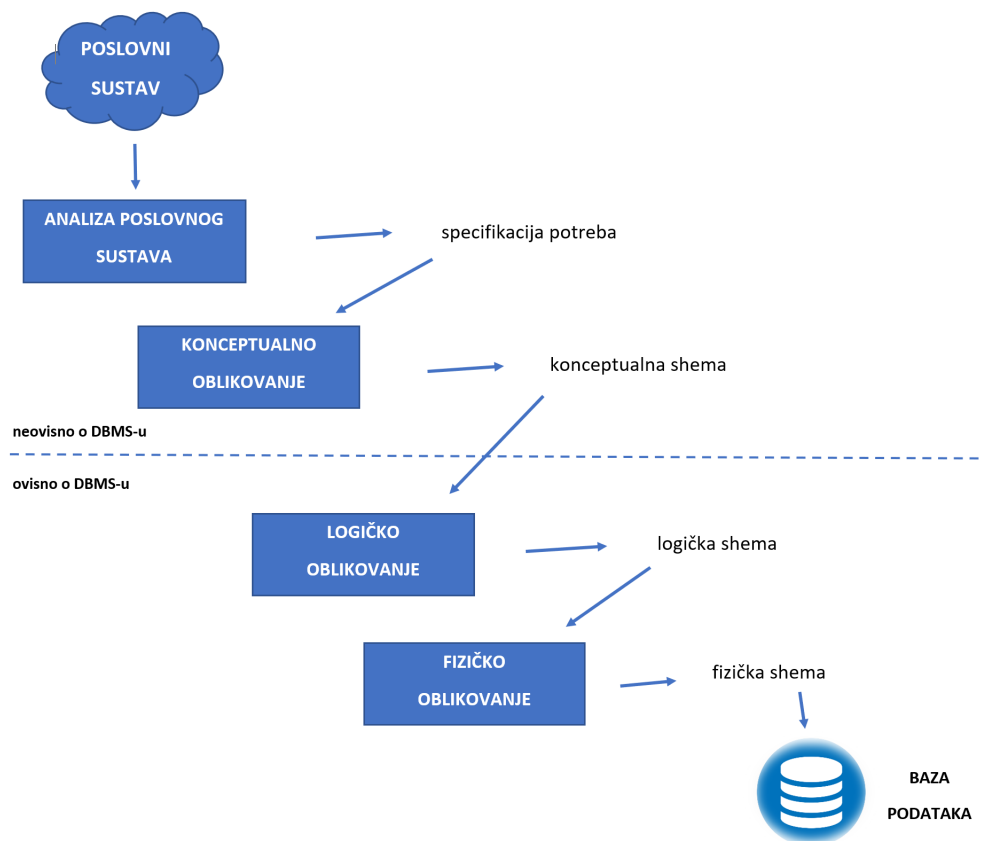 POSLOVNI
SUSTAV
ANALIZA POSLOVNOG
SUSTAVA
specifikacija potreba
KONCEPTUALNO
OBLIKOVANJE
konceptualna shema
neovisno o DBMS-u
ovisno o DBMS-u
LOGIČKO
OBLIKOVANJE
logička shema
FIZIČKO
OBLIKOVANJE
fizička shema
BAZA
PODATAKA